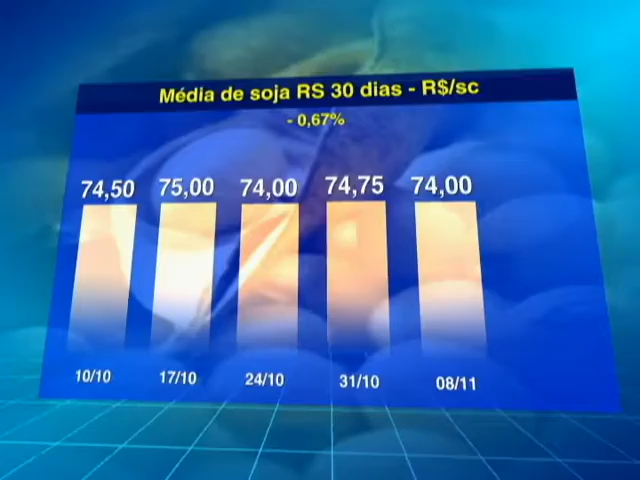 Média de soja RS 30 dias - R$/sc
- 0,67%
74,50 75,00 74,00 74,75 74,00
10/10 17/10 24/10 31/10 08/11